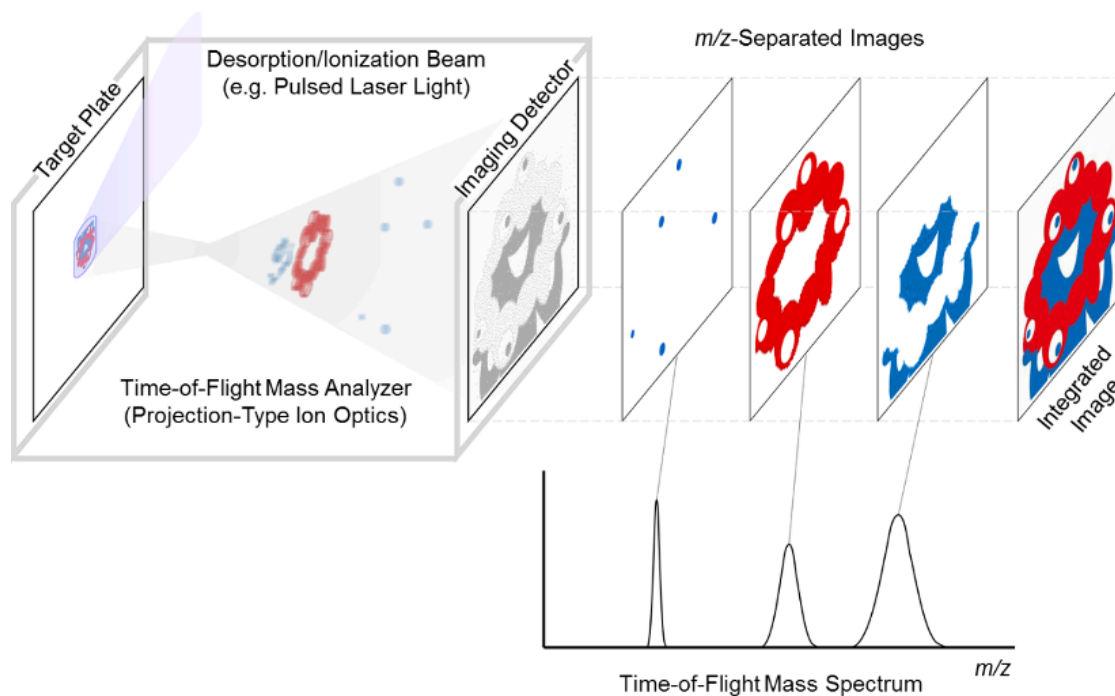 Desorption/Ionization Beam
(e.g. Pulsed Laser Light)
Target Plate
Imaging Detector
Time-of-Flight Mass Analyzer
(Projection-Type Ion Optics)
m/z-Separated Images
Integrated
Image
m/z
Time-of-Flight Mass Spectrum